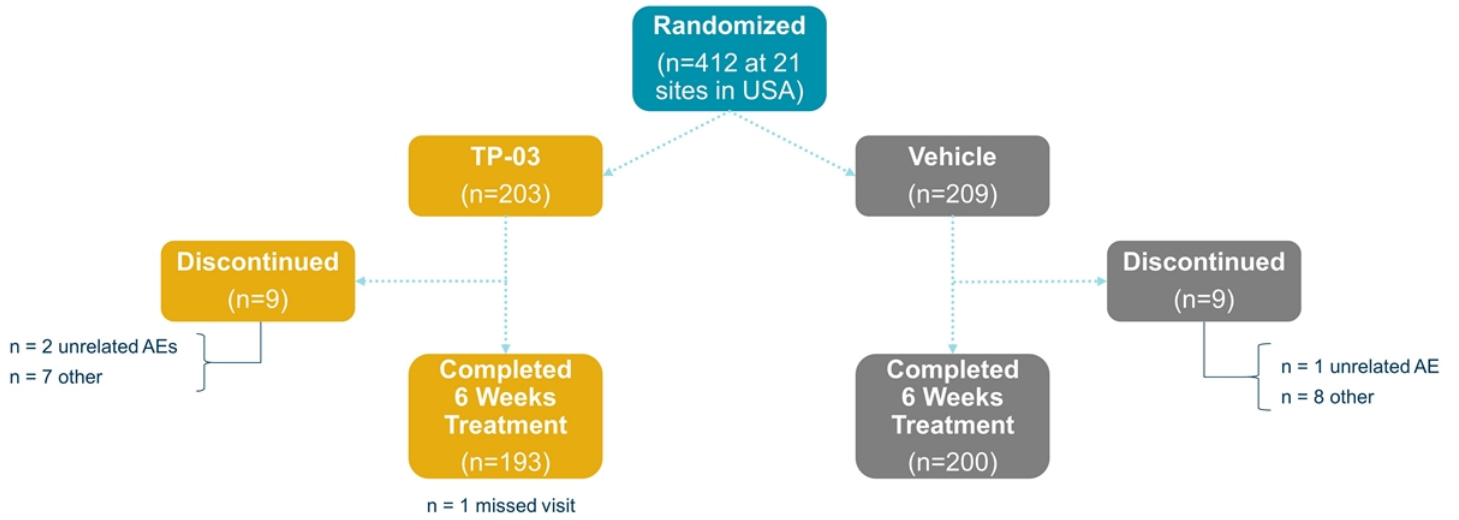 Randomized
(n=412 at 21
sites in USA)
TP-03
(n=203)
Vehicle
(n=209)
Discontinued
(n=9)
Discontinued
(n=9)
n = 2 unrelated AEs
n = 7 other
Completed
6 Weeks
Treatment
(n=193)
Completed
6 Weeks
Treatment
(n=200)
n = 1 unrelated AE
n = 8 other
n = 1 missed visit